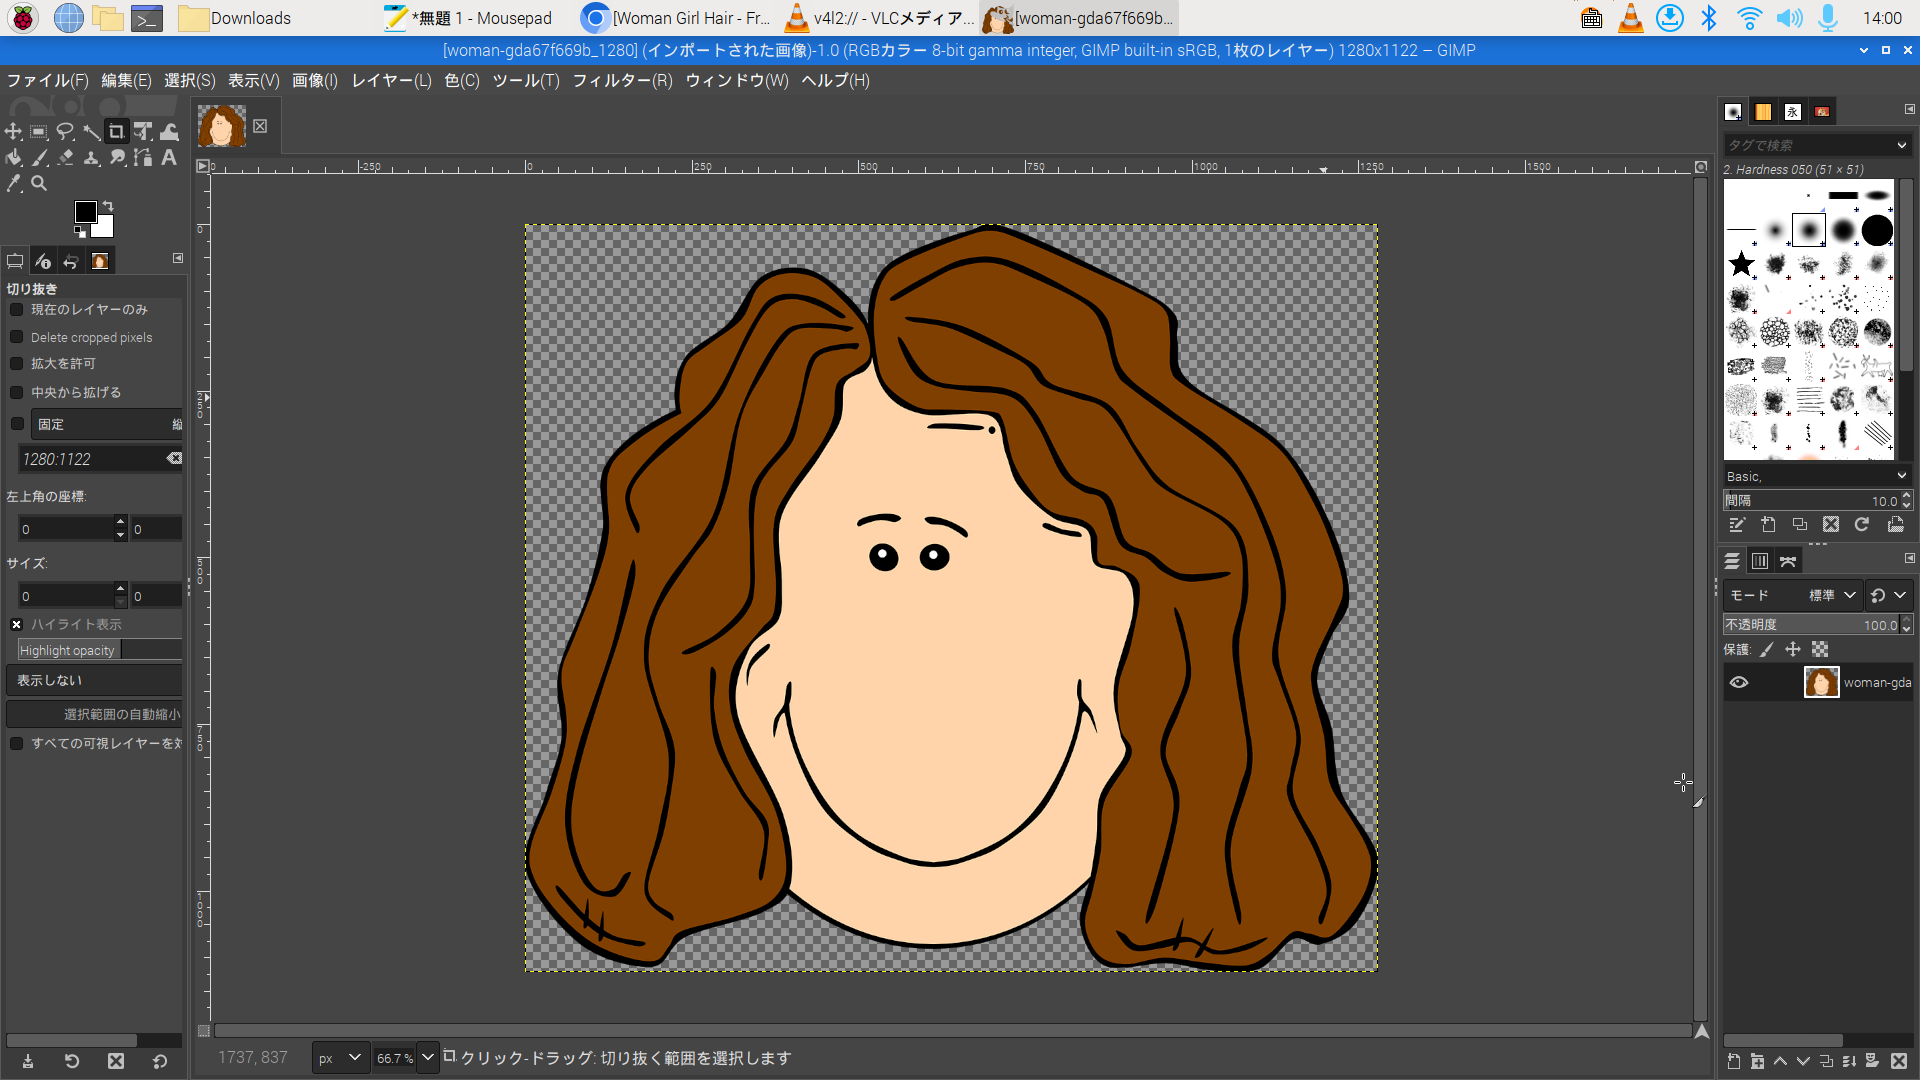 Downloads
*無題 1 - Mousepad
[Woman Girl Hair - Fr...
v4l2:// - VLCメディア...
[woman-gda67f669b...
14:00
[woman-gda67f669b_1280] (インポートされた画像)-1.0 (RGBカラー 8-bit gamma integer, GIMP built-in sRGB, 1枚のレイヤー) 1280x1122 – GIMP
ファイル(F) 編集(E) 選択(S) 表示(V) 画像(I) レイヤー(L) 色(C) ツール(T) フィルター(R) ウィンドウ(W) ヘルプ(H)
-250 0 250 500 750 1000 1250 1500
0
250
500
750
1000
切り抜き
現在のレイヤーのみ
Delete cropped pixels
拡大を許可
中央から拡げる
固定
縦
1280:1122
左上角の座標:
0 0
サイズ:
0 0
ハイライト表示
Highlight opacity
表示しない
選択範囲の自動縮小
すべての可視レイヤーを対
1737, 837
px
66.7 %
クリック-ドラッグ: 切り抜く範囲を選択します
永
タグで検索
2. Hardness 050 (51 × 51)
Basic,
間隔 10.0
モード 標準
不透明度 100.0
保護:
woman-gda